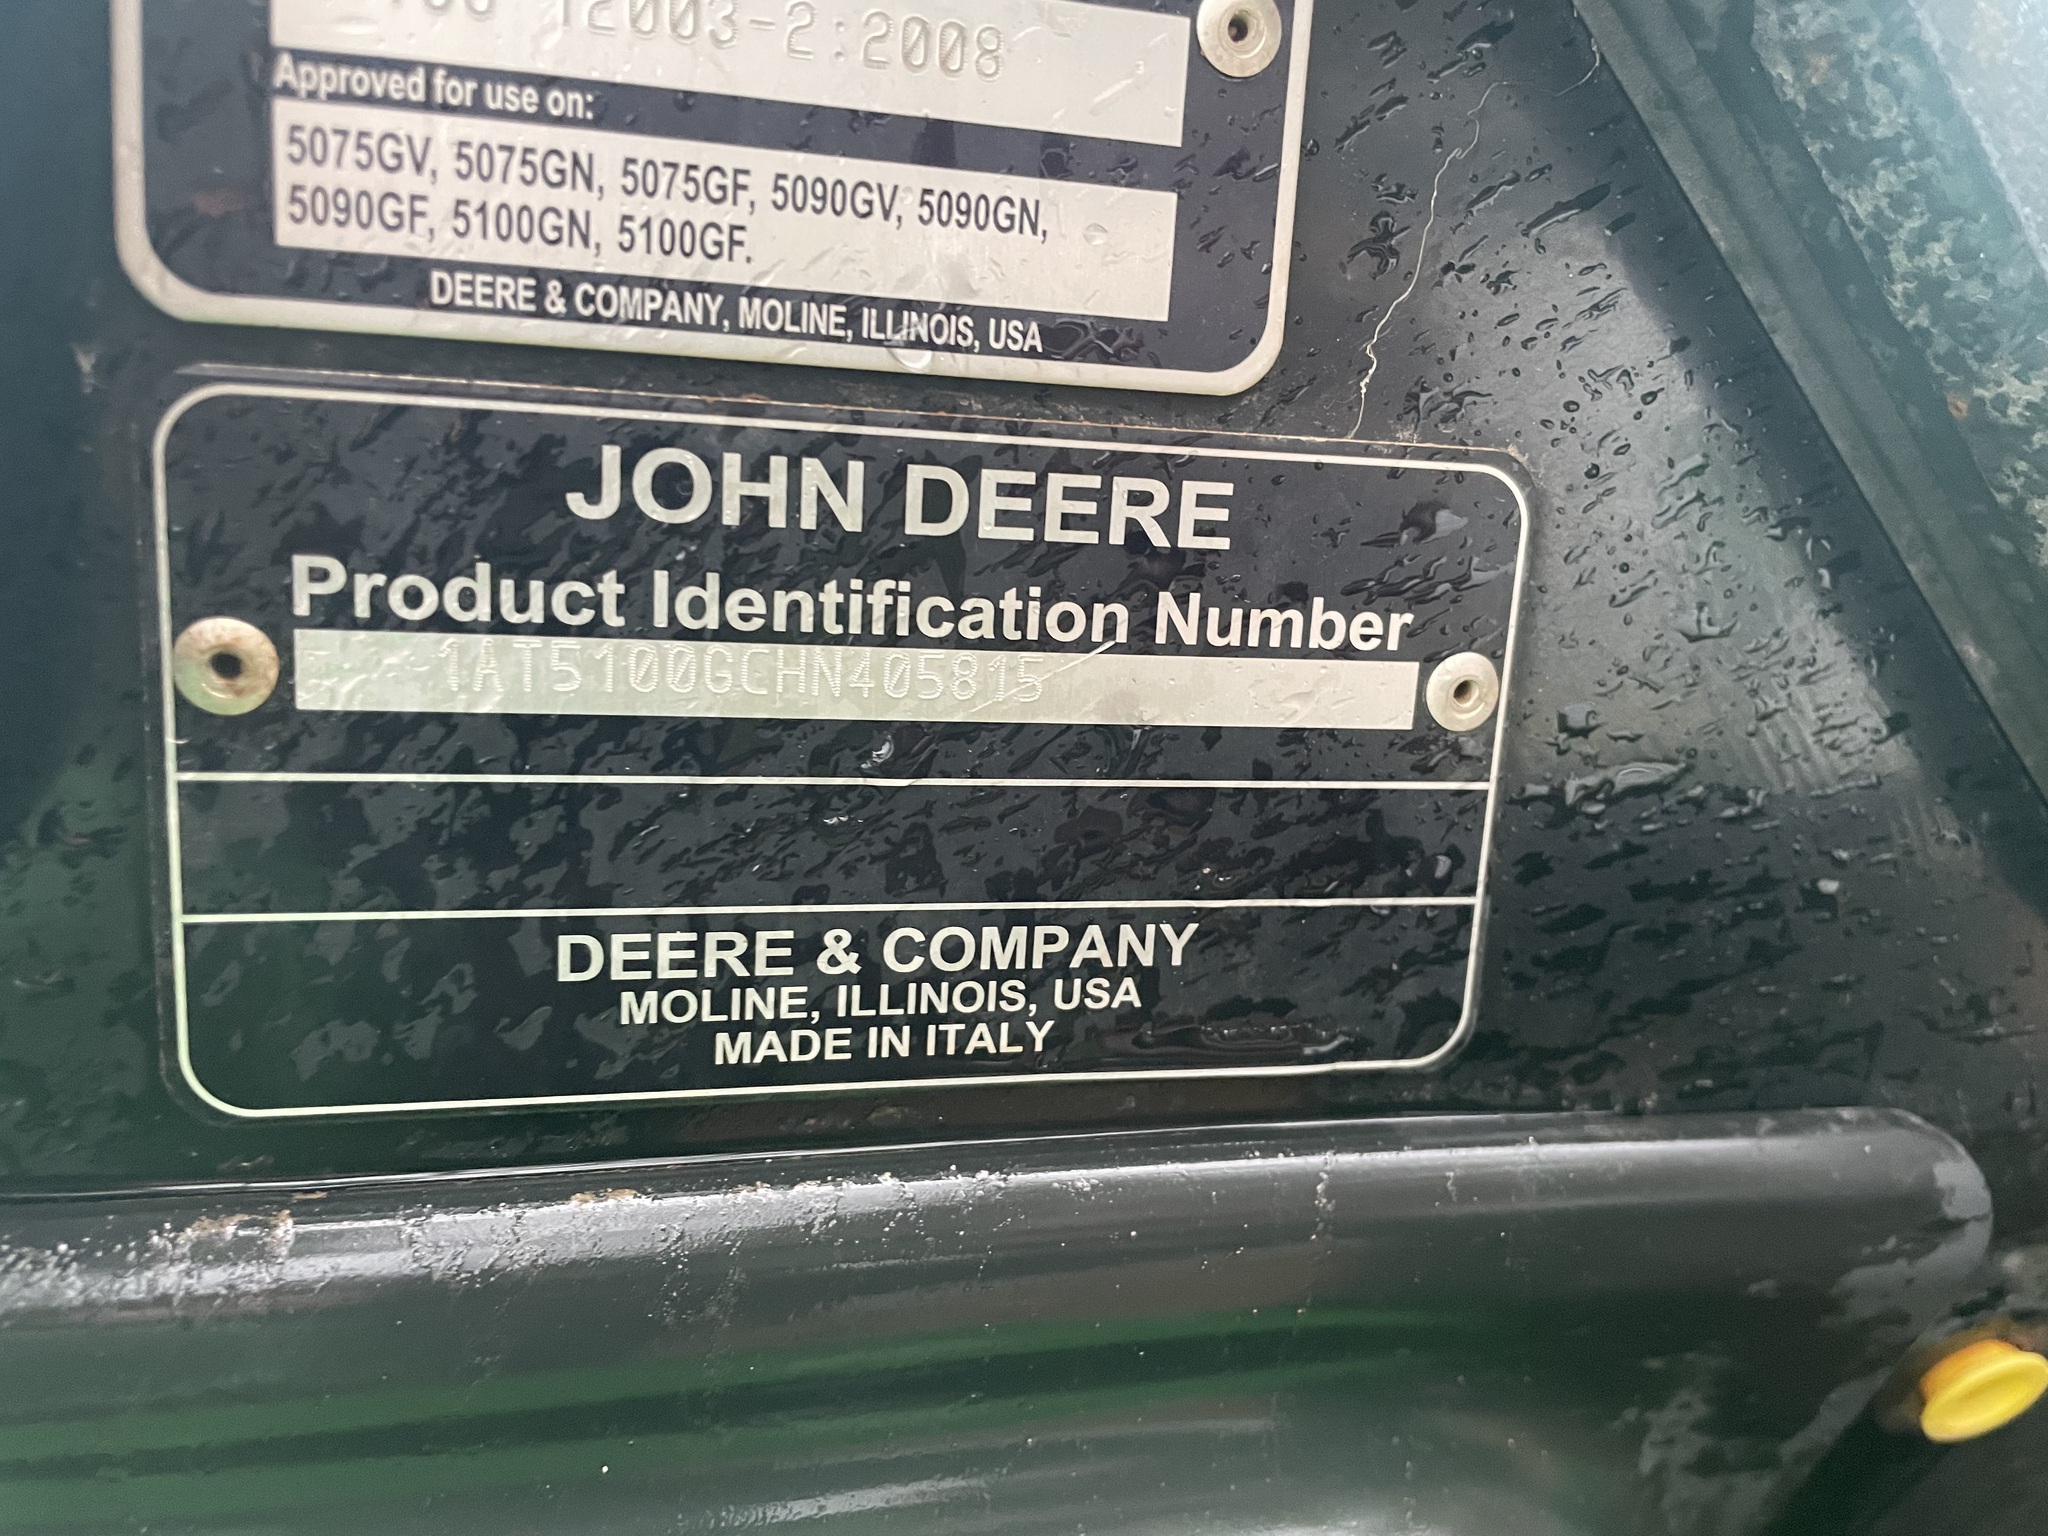 12003-2:2008
Approved for use on:
5075GV, 5075GN, 5075GF, 5090GV, 5090GN,
5090GF, 5100GN, 5100GF.
DEERE & COMPANY, MOLINE, ILLINOIS, USA
JOHN DEERE
Product Identification Number
1AT5100GCHN405815
DEERE & COMPANY
MOLINE, ILLINOIS, USA
MADE IN ITALY